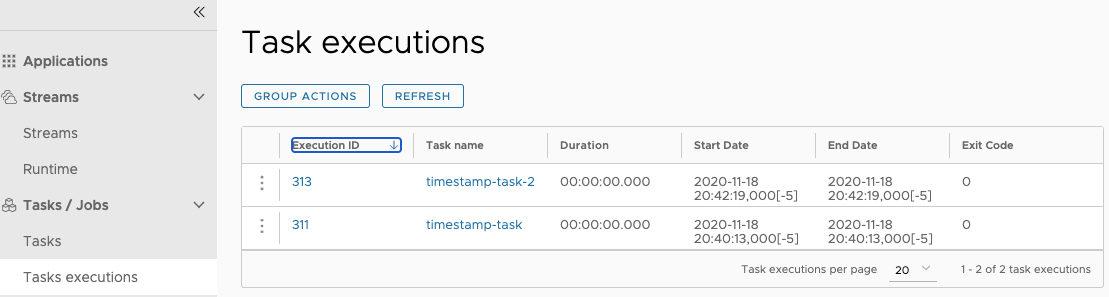 Applications
Streams
Streams
Runtime
Tasks / Jobs
Tasks
Tasks executions
Task executions
GROUP ACTIONS REFRESH
Execution ID Task name Duration Start Date End Date Exit Code
313 timestamp-task-2 00:00:00.000 2020-11-18 2020-11-18 0
20:42:19,000[-5] 20:42:19,000[-5]
311 timestamp-task 00:00:00.000 2020-11-18 2020-11-18 0
20:40:13,000[-5] 20:40:13,000[-5]
Task executions per page 20 1 - 2 of 2 task executions